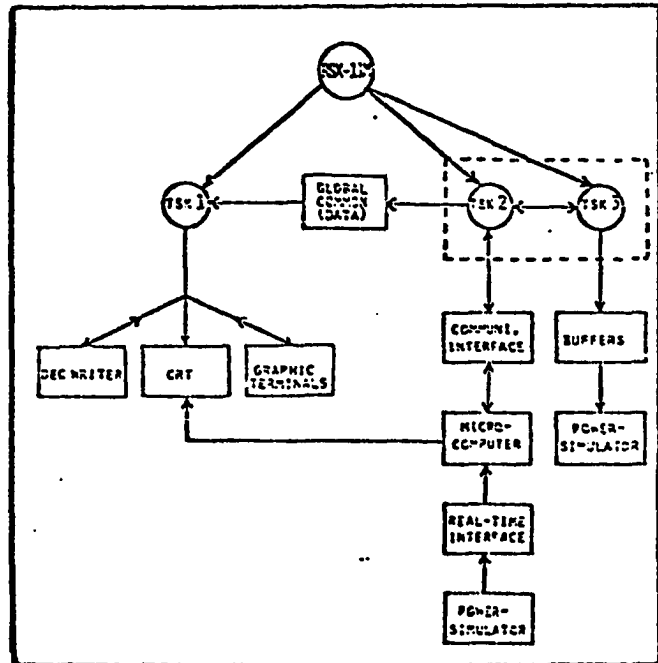 RSX-11M
TSK 1
GLOBAL
COMMON
(DATA)
TSK 2
TSK 3
COMMUNI.
INTERFACE
BUFFERS
DECWRITER
CRT
GRAPHIC
TERMINALS
MICRO-
COMPUTER
POWER-
SIMULATOR
REAL-TIME
INTERFACE
POWER-
SIMULATOR